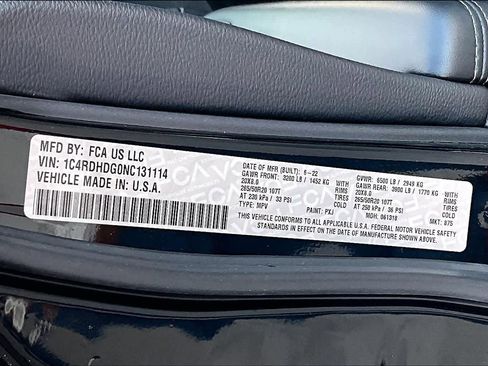 MFD BY: FCA US LLC
VIN: 1C4RDHDG0NC131114
VEHICLE MADE IN: U.S.A.
DATE OF MFR (BUILT): 6-22
GVWR: 6500 LB / 2949 KG
GAWR FRONT: 3200 LB / 1452 KG
GAWR REAR: 3900 LB / 1770 KG
20X8.0 RIMS
20X8.0 RIMS
265/50R20 107T TIRES
265/50R20 107T TIRES
AT 230 kPa / 33 PSI COLD
AT 250 kPa / 36 PSI COLD
TYPE: MPV
PAINT: PXJ
MDH: 061318
MKT: 875
THIS VEHICLE CONFORMS TO ALL APPLICABLE U.S.A. FEDERAL MOTOR VEHICLE SAFETY
STANDARDS IN EFFECT ON THE DATE OF MANUFACTURE SHOWN ABOVE.